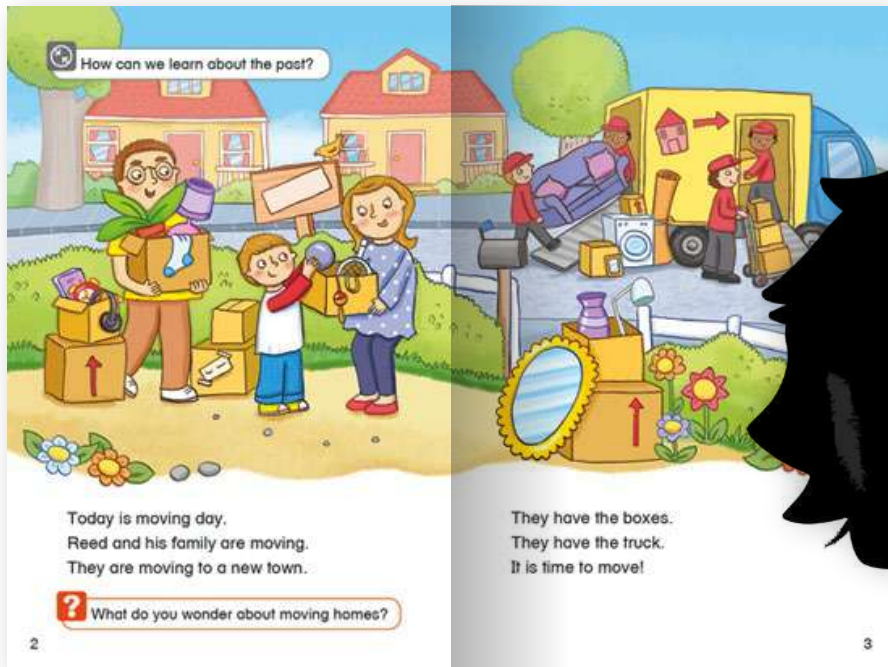 How can we learn about the past?
Today is moving day.
Reed and his family are moving.
They are moving to a new town.
? What do you wonder about moving homes?
2
They have the boxes.
They have the truck.
It is time to move!
3